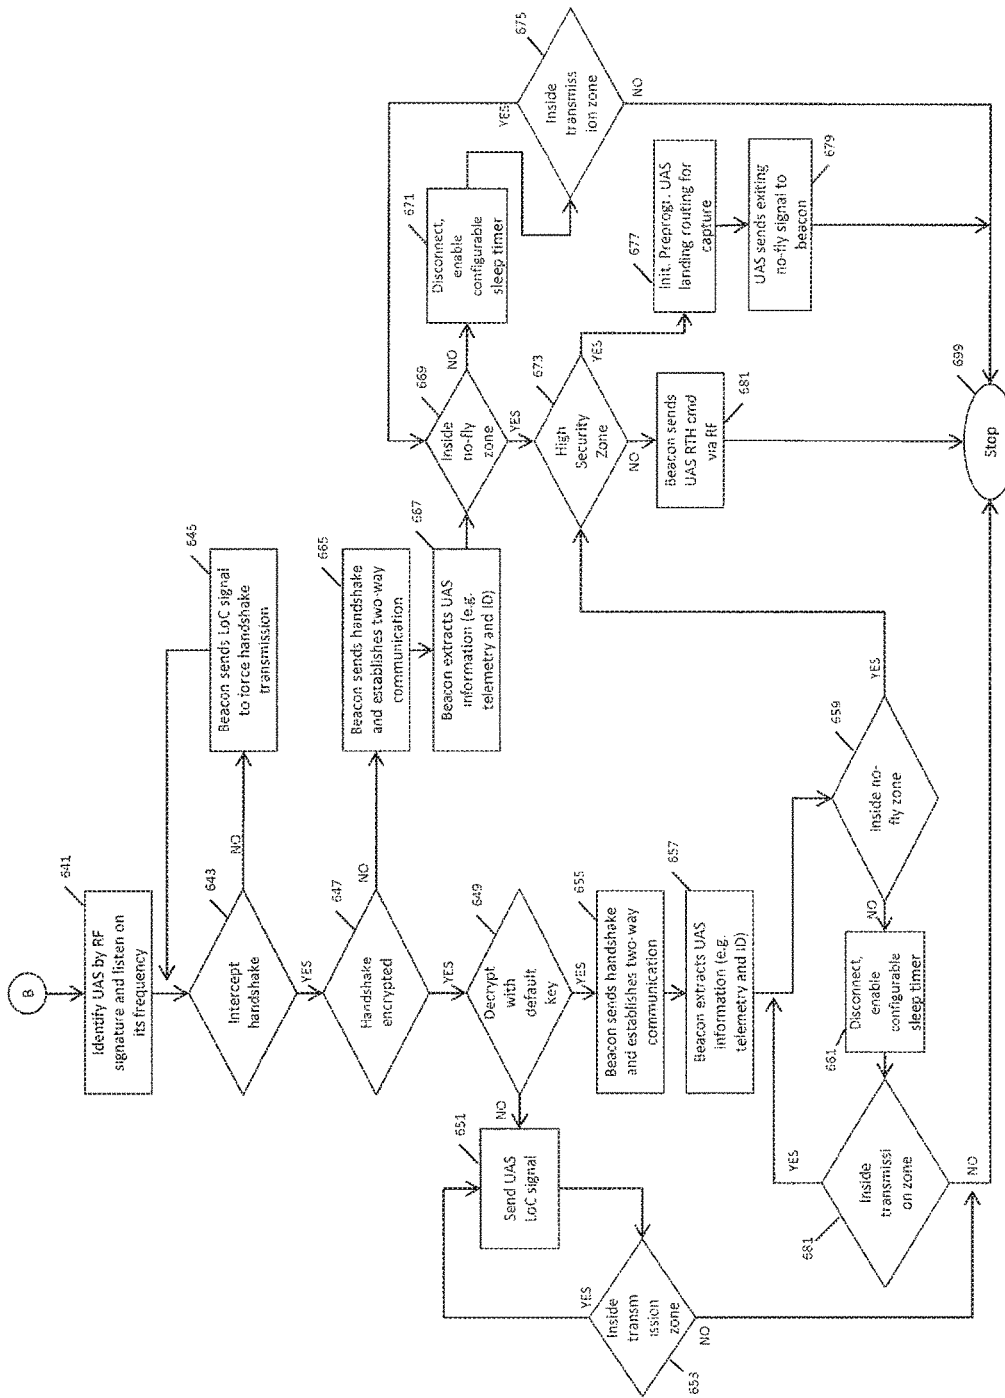 B
641
Identify UAS by RF
signature and listen on
its frequency
643
Intercept
handshake
NO
YES
645
Beacon sends LoC signal
to force handshake
transmission
647
Handshake
encrypted
NO
YES
649
Decrypt
with
default
key
NO
YES
651
Send UAS
LoC signal
653
Inside
transm
ission
zone
YES
NO
655
Beacon sends handshake
and establishes two-way
communication
657
Beacon extracts UAS
information (e.g.
telemetry and ID)
659
Inside no-
fly zone
YES
NO
661
Disconnect,
enable
configurable
sleep timer
681
Inside
transmissi
on zone
YES
NO
665
Beacon sends handshake
and establishes two-way
communication
667
Beacon extracts UAS
information (e.g.
telemetry and ID)
669
Inside
no-fly
zone
NO
YES
671
Disconnect,
enable
configurable
sleep timer
675
Inside
transmiss
ion zone
YES
NO
673
High
Security
Zone
YES
NO
677
Init. Preprogr. UAS
landing routing for
capture
679
UAS sends exiting
no-fly signal to
beacon
681
Beacon sends
UAS RTH cmd
via RF
699
Stop